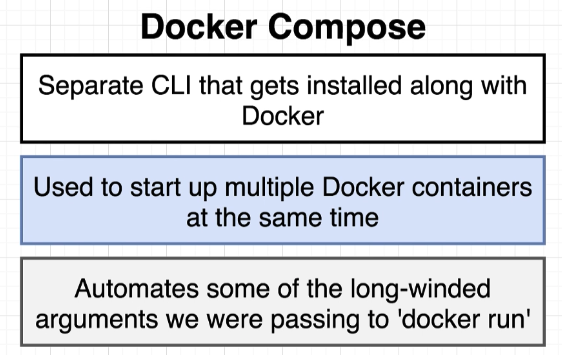 Docker Compose
Separate CLI that gets installed along with
Docker
Used to start up multiple Docker containers
at the same time
Automates some of the long-winded
arguments we were passing to 'docker run'